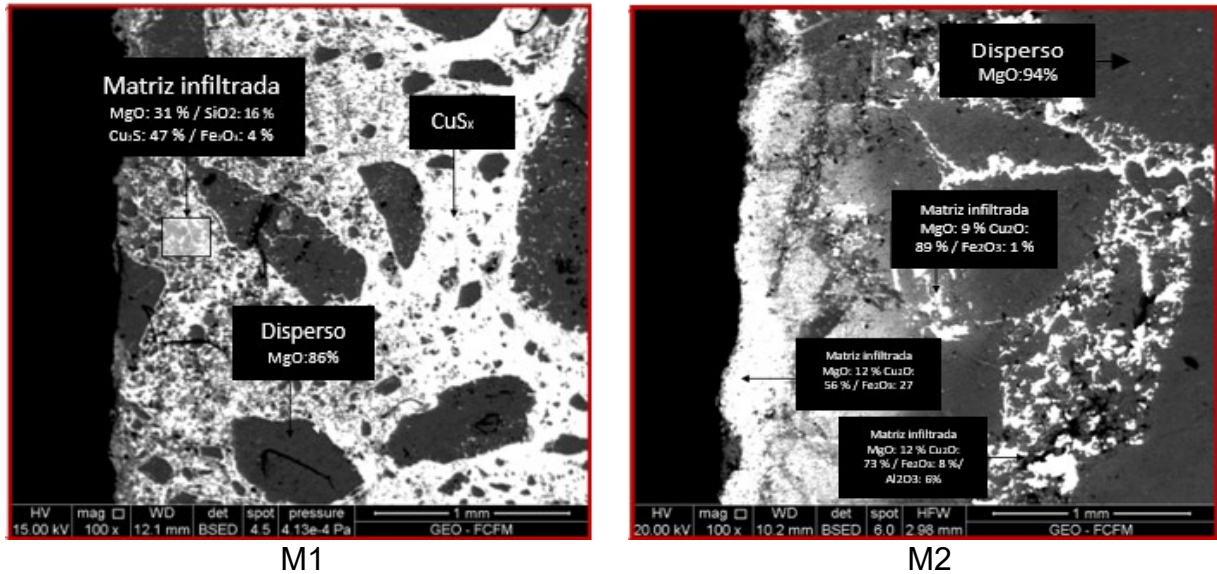 Matriz infiltrada
MgO: 31 % / SiO2: 16 %
Cu₂S: 47 % / Fe₂O₃: 4 %
CuSₓ
Disperso
MgO:86%
HV mag □ WD det spot pressure
15.00 kV 100 x 12.1 mm BSED 4.5 4.13e-4 Pa
1 mm
GEO - FCFM
M1
Disperso
MgO:94%
Matriz infiltrada
MgO: 9 % Cu2O:
89 % / Fe2O3: 1 %
Matriz infiltrada
MgO: 12 % Cu2O:
56 % / Fe2O3: 27
Matriz infiltrada
MgO: 12 % Cu2O:
73 % / Fe2O3: 8 %/
Al2O3: 6%
HV mag □ WD det spot HFW
20.00 kV 100 x 10.2 mm BSED 6.0 2.98 mm
1 mm
GEO - FCFM
M2